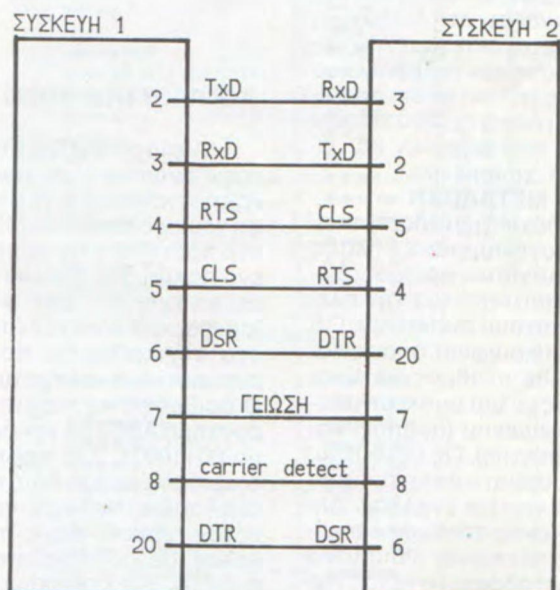 ΣΥΣΚΕΥΗ 1 ΣΥΣΚΕΥΗ 2
2 TxD RxD 3
3 RxD TxD 2
4 RTS CLS 5
5 CLS RTS 4
6 DSR DTR 20
7 ΓΕΙΩΣΗ 7
8 carrier detect 8
20 DTR DSR 6